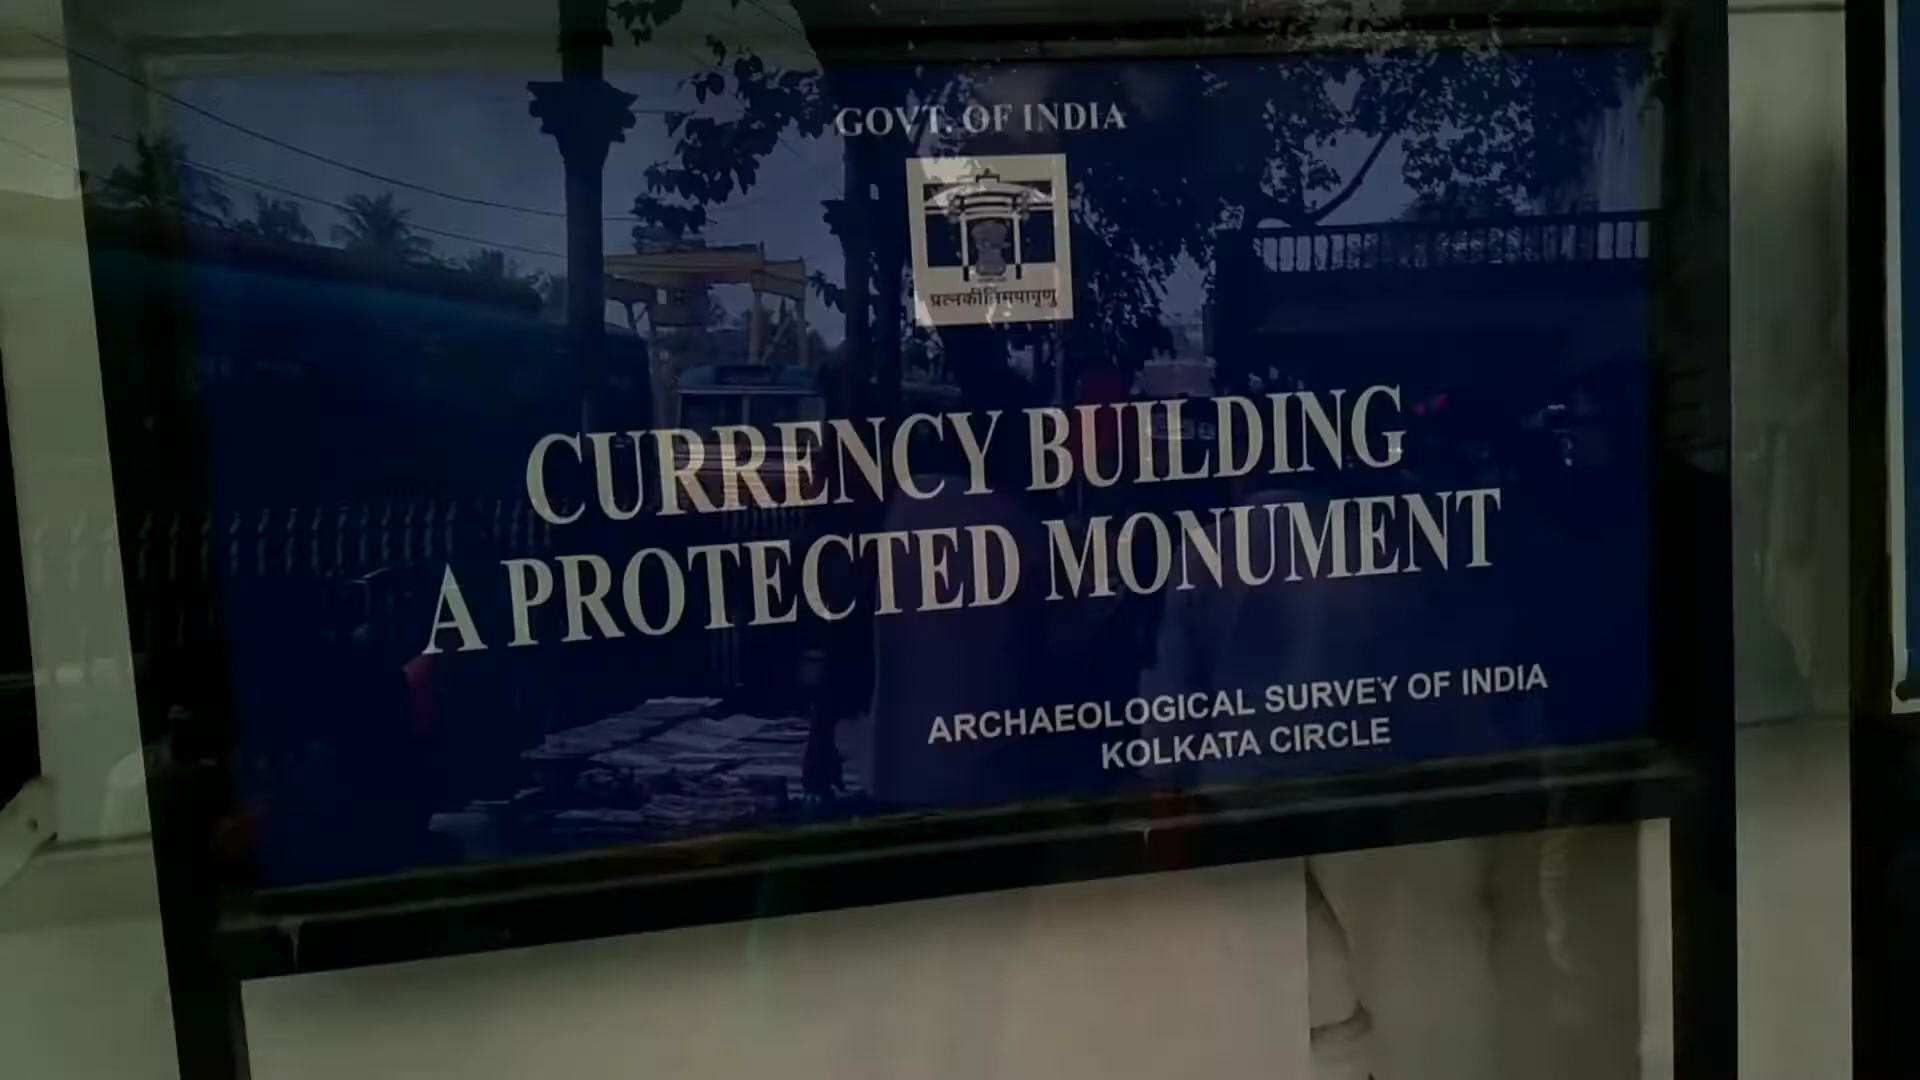 GOVT. OF INDIA
प्रत्नकीर्तिमपावृणु
CURRENCY BUILDING
A PROTECTED MONUMENT
ARCHAEOLOGICAL SURVEY OF INDIA
KOLKATA CIRCLE